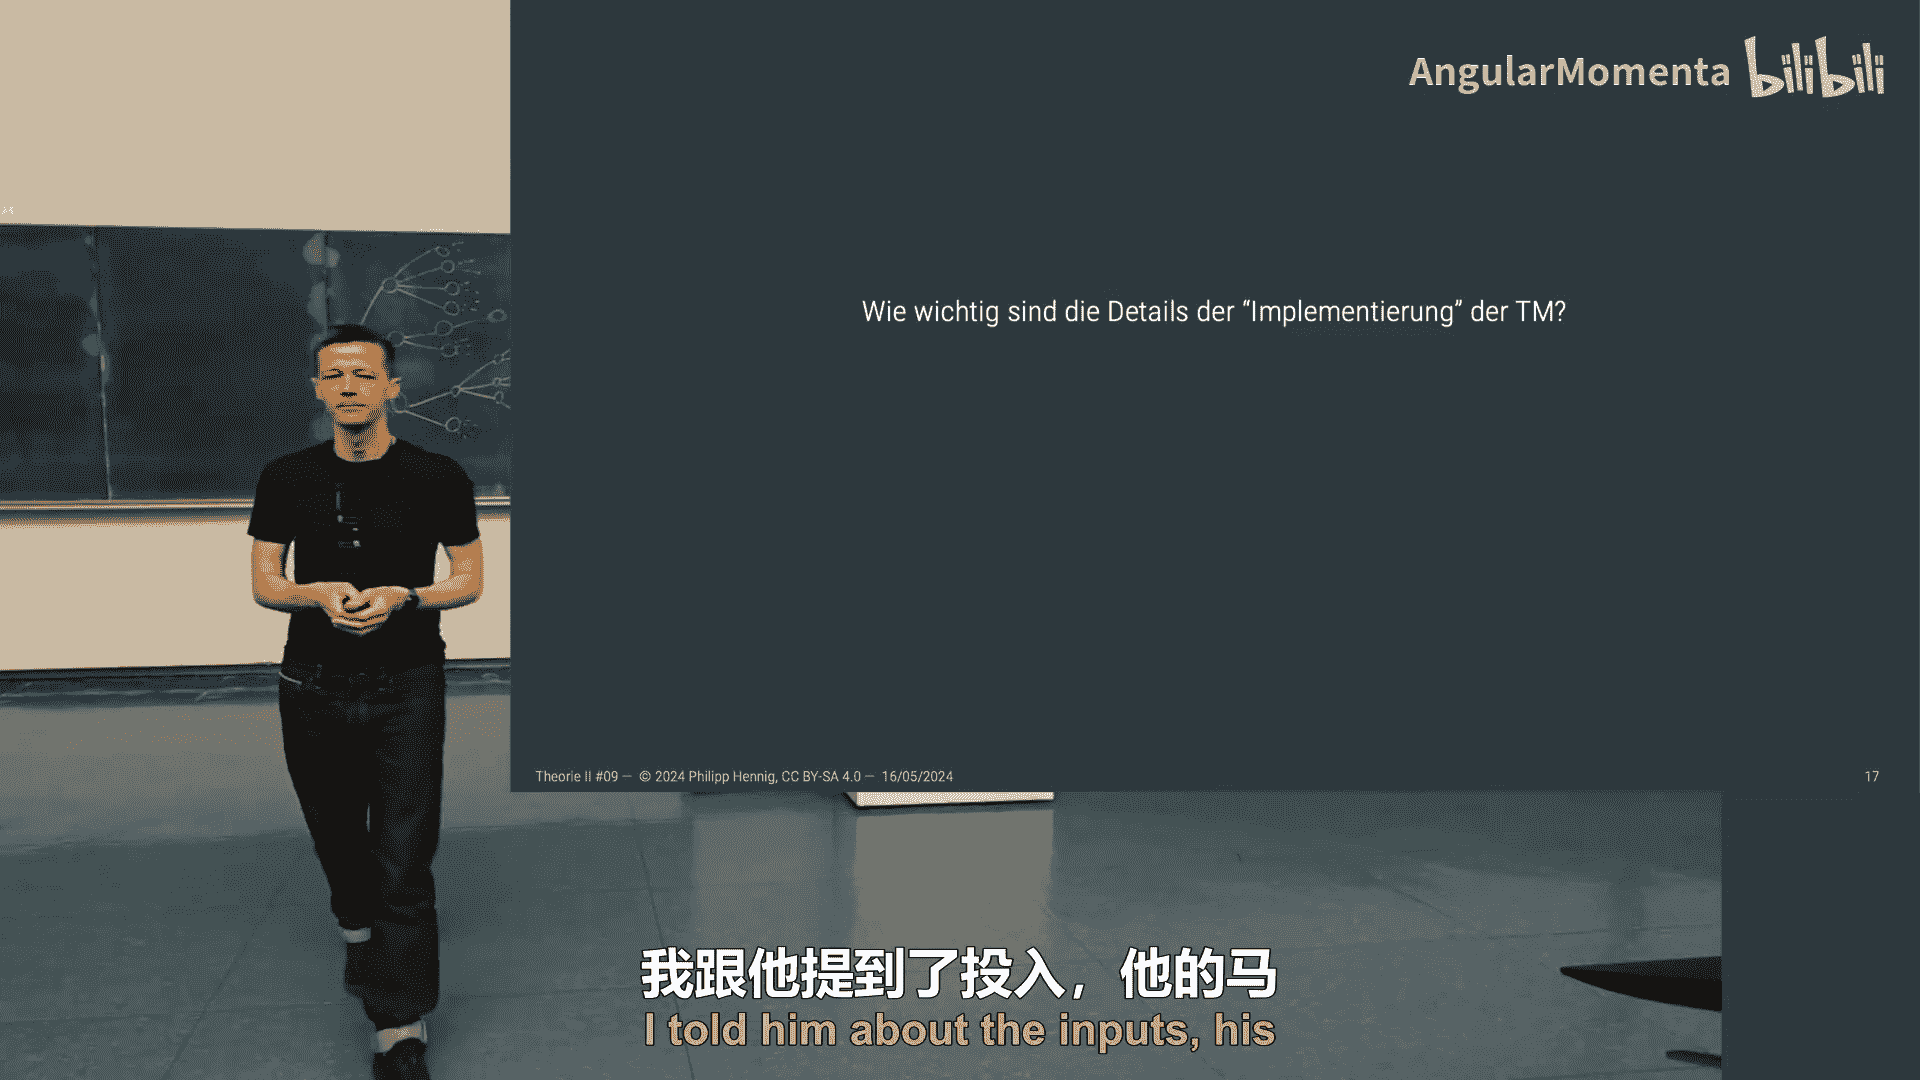 AngularMomenta bilibili
Wie wichtig sind die Details der “Implementierung” der TM?
Theorie II #09 — © 2024 Philipp Hennig, CC BY-SA 4.0 — 16/05/2024
17
我跟他提到了投入，他的马
I told him about the inputs, his